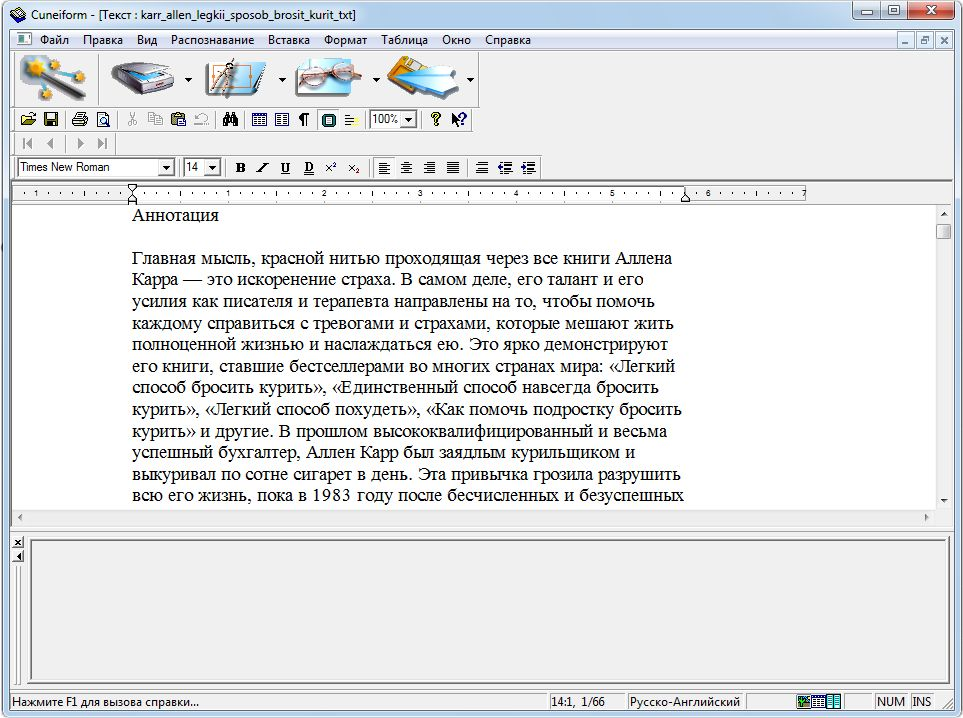 Cuneiform - [Текст : karr_allen_legkii_sposob_brosit_kurit_txt]
Файл Правка Вид Распознавание Вставка Формат Таблица Окно Справка
100%
Times New Roman 14 B I U D x² x₂
1 1 2 3 4 5 6 7
Аннотация
Главная мысль, красной нитью проходящая через все книги Аллена
Карра — это искоренение страха. В самом деле, его талант и его
усилия как писателя и терапевта направлены на то, чтобы помочь
каждому справиться с тревогами и страхами, которые мешают жить
полноценной жизнью и наслаждаться ею. Это ярко демонстрируют
его книги, ставшие бестселлерами во многих странах мира: «Легкий
способ бросить курить», «Единственный способ навсегда бросить
курить», «Легкий способ похудеть», «Как помочь подростку бросить
курить» и другие. В прошлом высококвалифицированный и весьма
успешный бухгалтер, Аллен Карр был заядлым курильщиком и
выкуривал по сотне сигарет в день. Эта привычка грозила разрушить
всю его жизнь, пока в 1983 году после бесчисленных и безуспешных
Нажмите F1 для вызова справки... 14:1, 1/66 Русско-Английский NUM INS